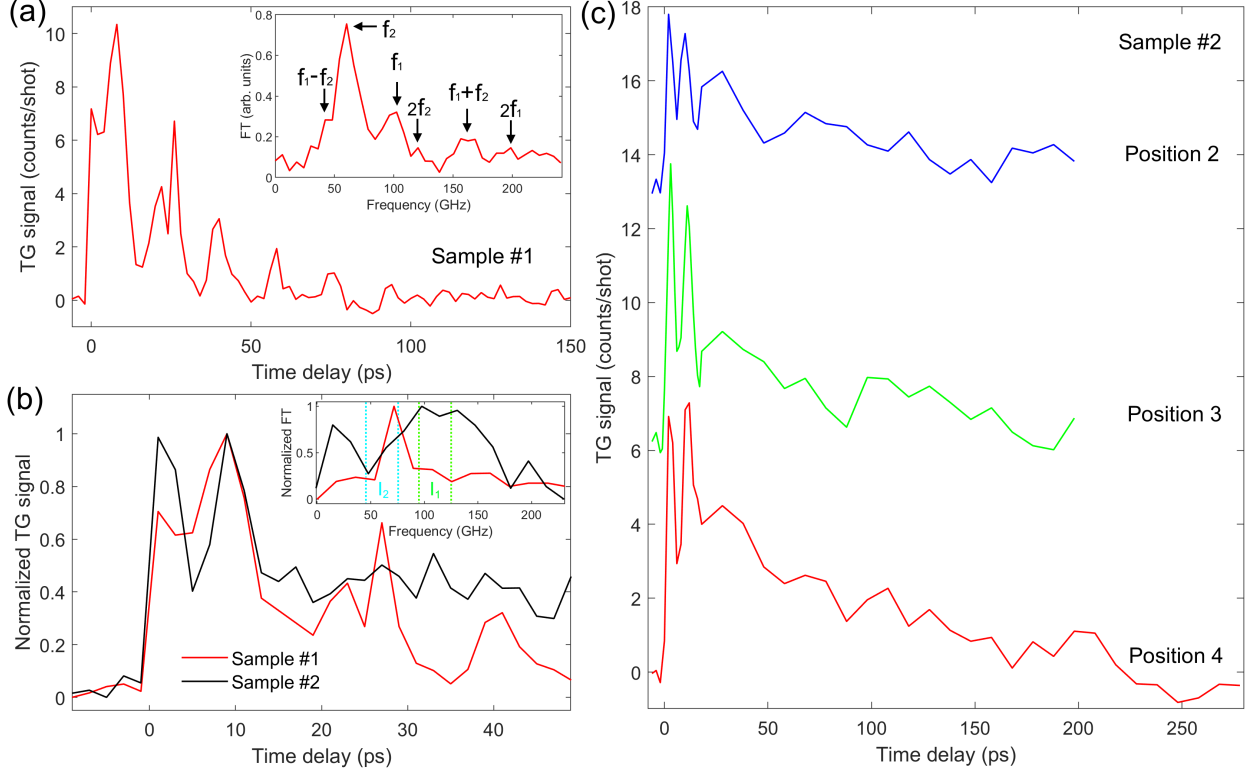 (a)
10
8
6
4
2
0
TG signal (counts/shot)
0
50
100
150
Time delay (ps)
Sample #1
0.8
0.6
0.4
0.2
0
FT (arb. units)
0
50
100
150
200
Frequency (GHz)
f1-f2
f2
f1
2f2
f1+f2
2f1
(b)
1
0.8
0.6
0.4
0.2
0
Normalized TG signal
0
10
20
30
40
Time delay (ps)
Sample #1
Sample #2
1
0.5
0
Normalized FT
0
50
100
150
200
Frequency (GHz)
I2
I1
(c)
18
16
14
12
10
8
6
4
2
0
TG signal (counts/shot)
0
50
100
150
200
250
Time delay (ps)
Sample #2
Position 2
Position 3
Position 4